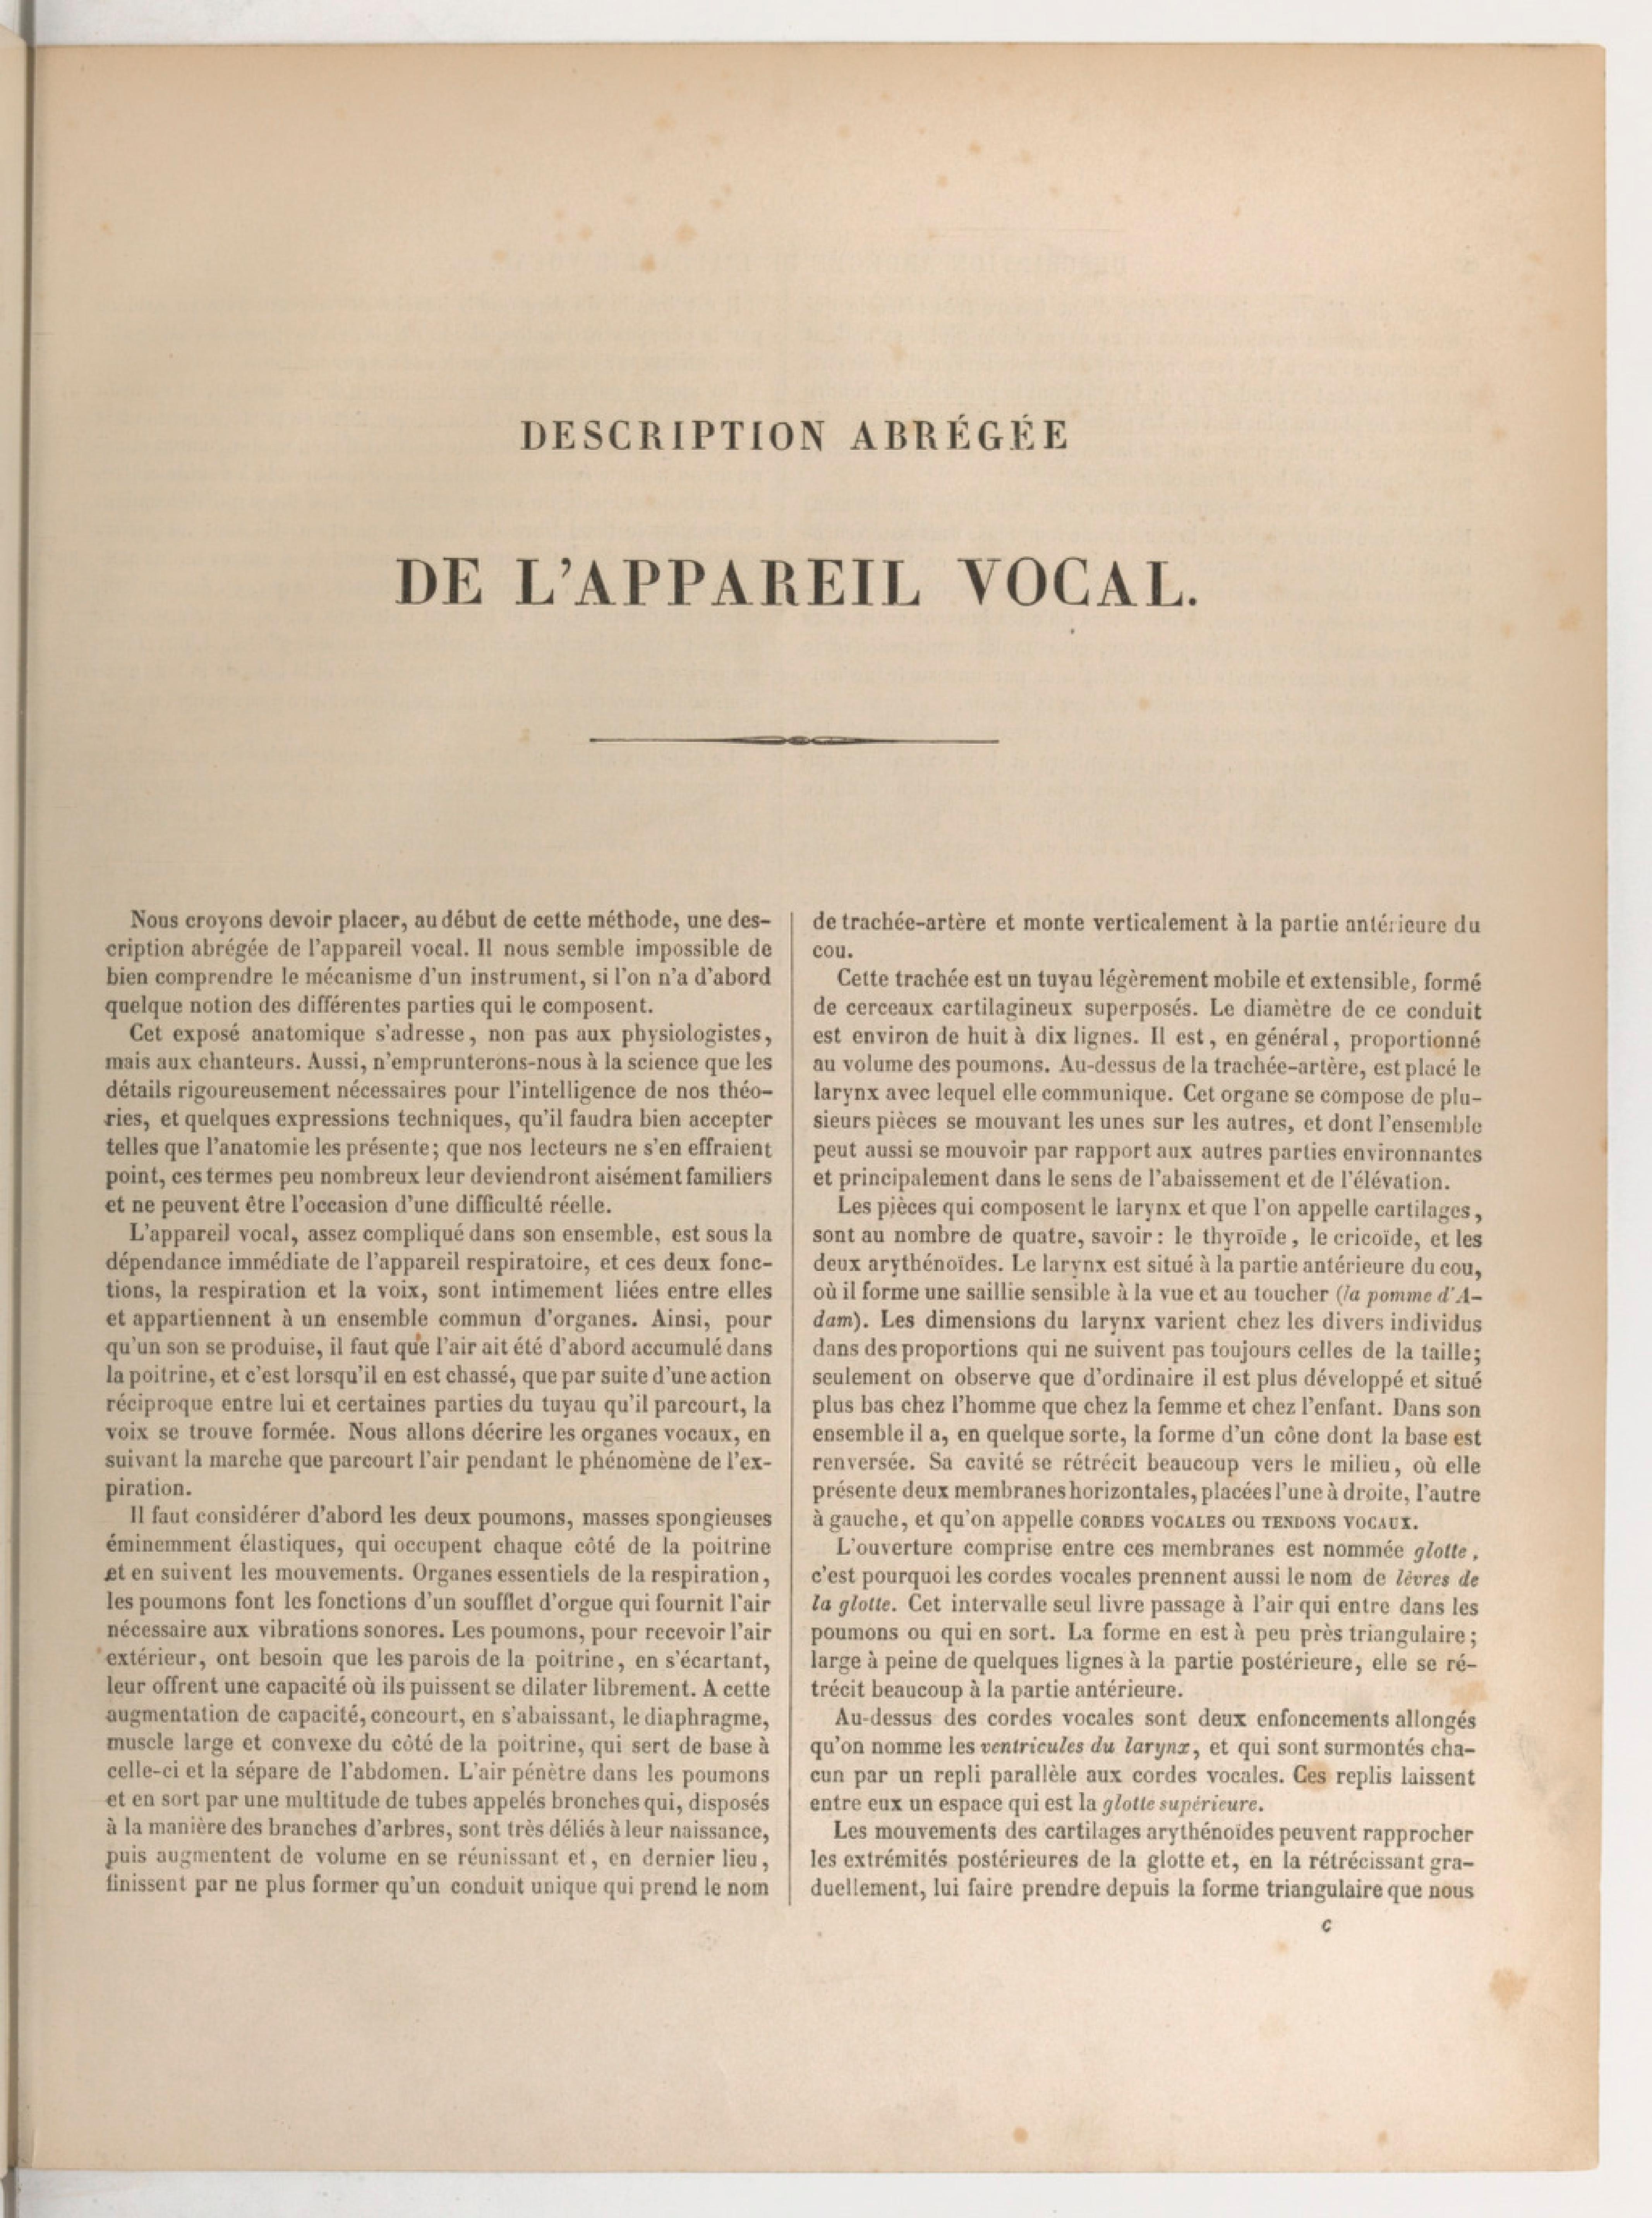 DESCRIPTION ABRÉGÉE
DE L'APPAREIL VOCAL.
Nous croyons devoir placer, au début de cette méthode, une des-
cription abrégée de l'appareil vocal. Il nous semble impossible de
bien comprendre le mécanisme d'un instrument, si l'on n'a d'abord
quelque notion des différentes parties qui le composent.
Cet exposé anatomique s'adresse, non pas aux physiologistes,
mais aux chanteurs. Aussi, n'emprunterons-nous à la science que les
détails rigoureusement nécessaires pour l'intelligence de nos théo-
ries, et quelques expressions techniques, qu'il faudra bien accepter
telles que l'anatomie les présente; que nos lecteurs ne s'en effraient
point, ces termes peu nombreux leur deviendront aisément familiers
et ne peuvent être l'occasion d'une difficulté réelle.
L'appareil vocal, assez compliqué dans son ensemble, est sous la
dépendance immédiate de l'appareil respiratoire, et ces deux fonc-
tions, la respiration et la voix, sont intimement liées entre elles
et appartiennent à un ensemble commun d'organes. Ainsi, pour
qu'un son se produise, il faut que l'air ait été d'abord accumulé dans
la poitrine, et c'est lorsqu'il en est chassé, que par suite d'une action
réciproque entre lui et certaines parties du tuyau qu'il parcourt, la
voix se trouve formée. Nous allons décrire les organes vocaux, en
suivant la marche que parcourt l'air pendant le phénomène de l'ex-
piration.
Il faut considérer d'abord les deux poumons, masses spongieuses
éminemment élastiques, qui occupent chaque côté de la poitrine
et en suivent les mouvements. Organes essentiels de la respiration,
les poumons font les fonctions d'un soufflet d'orgue qui fournit l'air
nécessaire aux vibrations sonores. Les poumons, pour recevoir l'air
extérieur, ont besoin que les parois de la poitrine, en s'écartant,
leur offrent une capacité où ils puissent se dilater librement. A cette
augmentation de capacité, concourt, en s'abaissant, le diaphragme,
muscle large et convexe du côté de la poitrine, qui sert de base à
celle-ci et la sépare de l'abdomen. L'air pénètre dans les poumons
et en sort par une multitude de tubes appelés bronches qui, disposés
à la manière des branches d'arbres, sont très déliés à leur naissance,
puis augmentent de volume en se réunissant et, en dernier lieu,
finissent par ne plus former qu'un conduit unique qui prend le nom
de trachée-artère et monte verticalement à la partie antérieure du
cou.
Cette trachée est un tuyau légèrement mobile et extensible, formé
de cerceaux cartilagineux superposés. Le diamètre de ce conduit
est environ de huit à dix lignes. Il est, en général, proportionné
au volume des poumons. Au-dessus de la trachée-artère, est placé le
larynx avec lequel elle communique. Cet organe se compose de plu-
sieurs pièces se mouvant les unes sur les autres, et dont l'ensemble
peut aussi se mouvoir par rapport aux autres parties environnantes
et principalement dans le sens de l'abaissement et de l'élévation.
Les pièces qui composent le larynx et que l'on appelle cartilages,
sont au nombre de quatre, savoir: le thyroïde, le cricoïde, et les
deux arythénoïdes. Le larynx est situé à la partie antérieure du cou,
où il forme une saillie sensible à la vue et au toucher (la pomme d'A-
dam). Les dimensions du larynx varient chez les divers individus
dans des proportions qui ne suivent pas toujours celles de la taille;
seulement on observe que d'ordinaire il est plus développé et situé
plus bas chez l'homme que chez la femme et chez l'enfant. Dans son
ensemble il a, en quelque sorte, la forme d'un cône dont la base est
renversée. Sa cavité se rétrécit beaucoup vers le milieu, où elle
présente deux membranes horizontales, placées l'une à droite, l'autre
à gauche, et qu'on appelle CORDES VOCALES OU TENDONS VOCAUX.
L'ouverture comprise entre ces membranes est nommée glotte,
c'est pourquoi les cordes vocales prennent aussi le nom de lèvres de
la glotte. Cet intervalle seul livre passage à l'air qui entre dans les
poumons ou qui en sort. La forme en est à peu près triangulaire;
large à peine de quelques lignes à la partie postérieure, elle se ré-
trécit beaucoup à la partie antérieure.
Au-dessus des cordes vocales sont deux enfoncements allongés
qu'on nomme les ventricules du larynx, et qui sont surmontés cha-
cun par un repli parallèle aux cordes vocales. Ces replis laissent
entre eux un espace qui est la glotte supérieure.
Les mouvements des cartilages arythénoïdes peuvent rapprocher
les extrémités postérieures de la glotte et, en la rétrécissant gra-
duellement, lui faire prendre depuis la forme triangulaire que nous
C